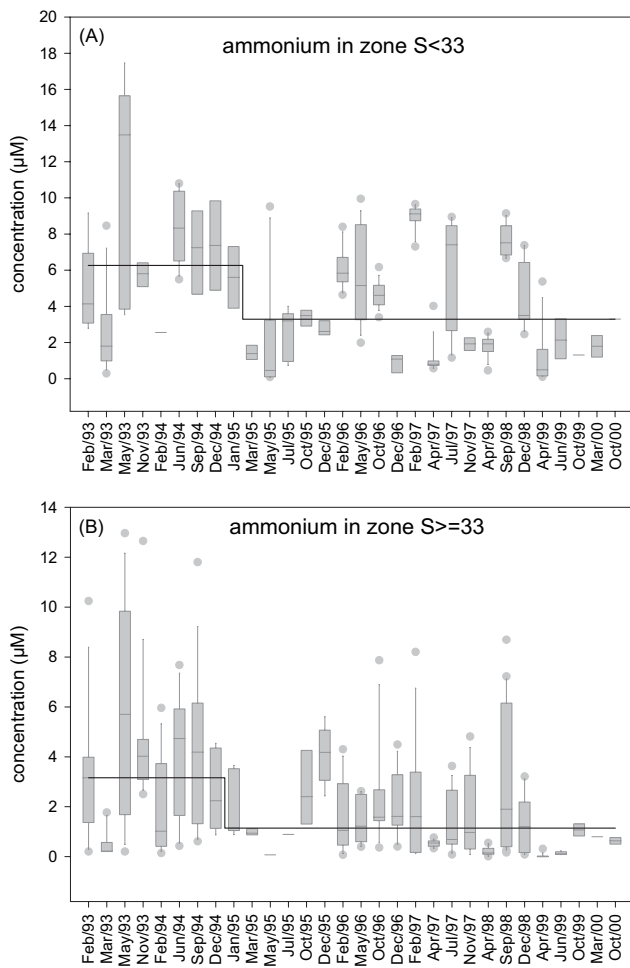 (A)
ammonium in zone S<33
concentration (µM)
20
18
16
14
12
10
8
6
4
2
0
Feb/93
Mar/93
May/93
Nov/93
Feb/94
Jun/94
Sep/94
Dec/94
Jan/95
Mar/95
May/95
Jul/95
Oct/95
Dec/95
Feb/96
May/96
Oct/96
Dec/96
Feb/97
Apr/97
Jul/97
Nov/97
Apr/98
Sep/98
Dec/98
Apr/99
Jun/99
Oct/99
Mar/00
Oct/00
(B)
ammonium in zone S>=33
concentration (µM)
14
12
10
8
6
4
2
0
Feb/93
Mar/93
May/93
Nov/93
Feb/94
Jun/94
Sep/94
Dec/94
Jan/95
Mar/95
May/95
Jul/95
Oct/95
Dec/95
Feb/96
May/96
Oct/96
Dec/96
Feb/97
Apr/97
Jul/97
Nov/97
Apr/98
Sep/98
Dec/98
Apr/99
Jun/99
Oct/99
Mar/00
Oct/00